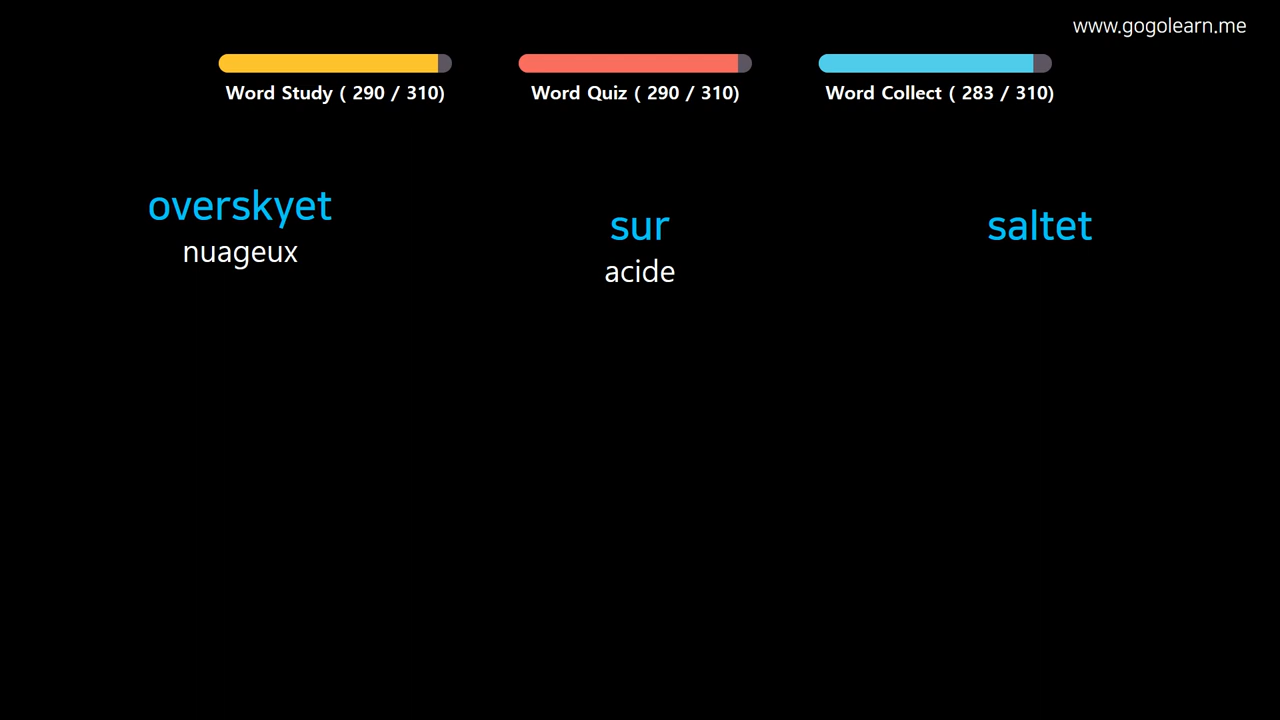 www.gogolearn.me
Word Study ( 290 / 310)
Word Quiz ( 290 / 310)
Word Collect ( 283 / 310)
overskyet
nuageux
sur
acide
saltet